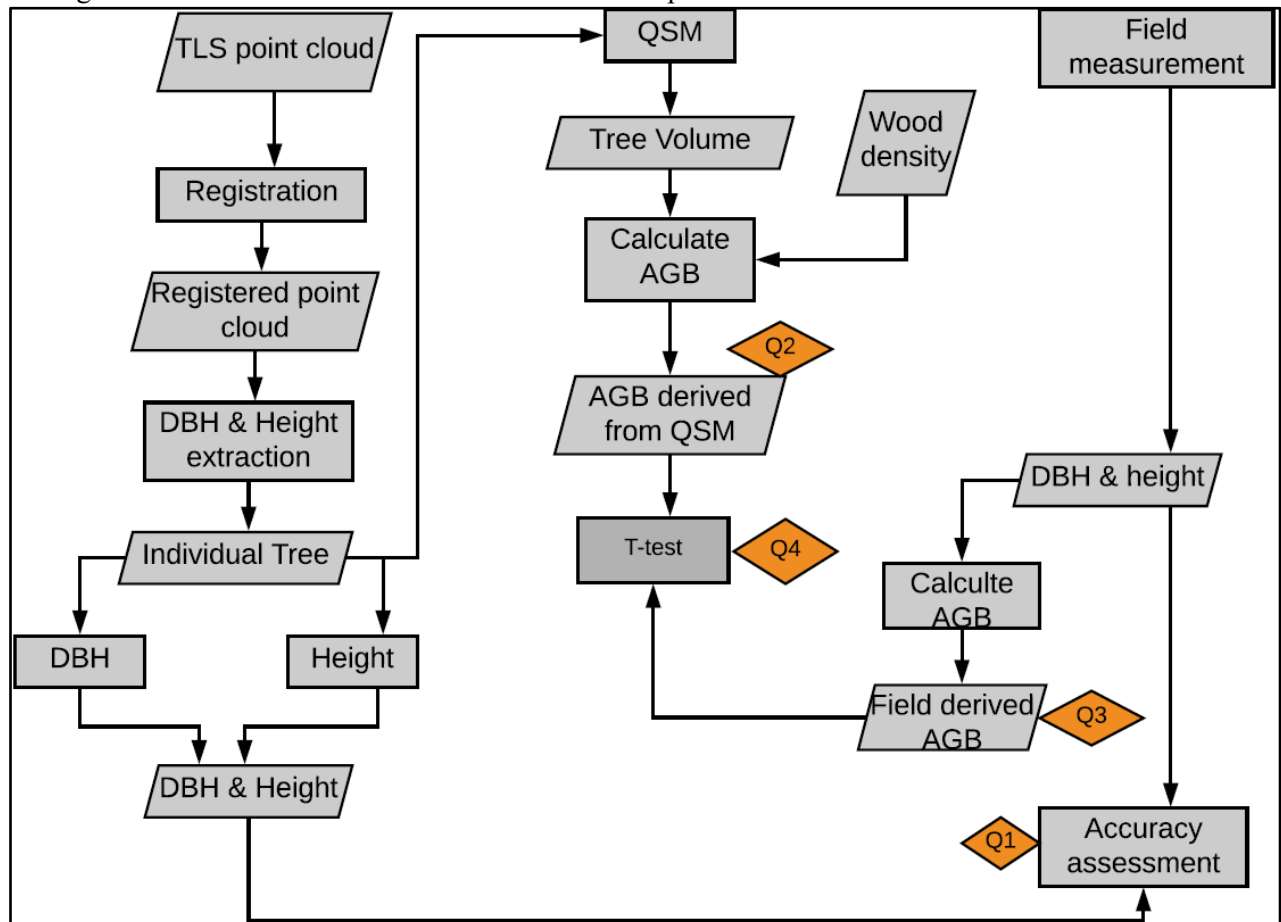 TLS point cloud
Registration
Registered point
cloud
DBH & Height
extraction
Individual Tree
DBH
Height
DBH & Height
QSM
Tree Volume
Wood
density
Calculate
AGB
Q2
AGB derived
from QSM
T-test
Q4
Field
measurement
DBH & height
Calculte
AGB
Field derived
AGB
Q3
Q1
Accuracy
assessment